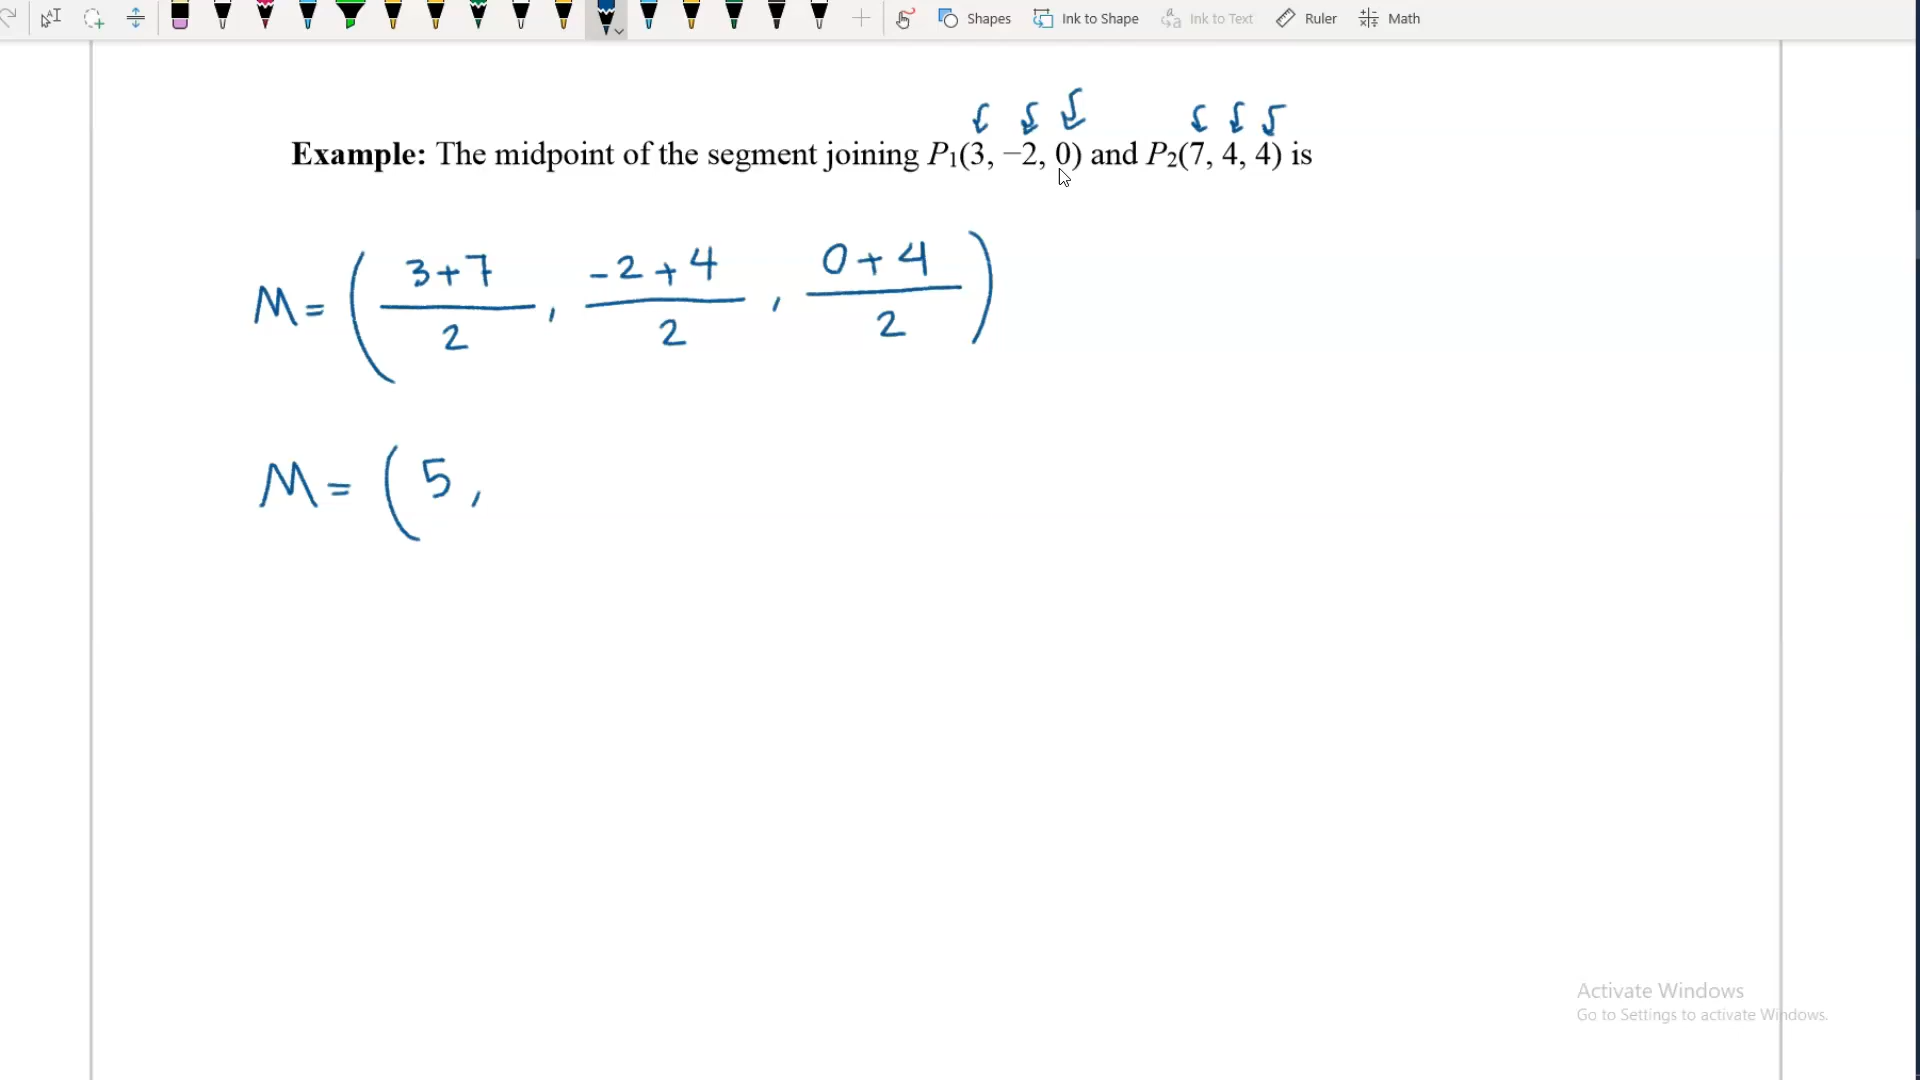 Shapes Ink to Shape Ink to Text Ruler Math
Example: The midpoint of the segment joining P₁(3, −2, 0) and P₂(7, 4, 4) is
M = ( (3+7)/2 , (-2+4)/2 , (0+4)/2 )
M = ( 5 ,
Activate Windows
Go to Settings to activate Windows.